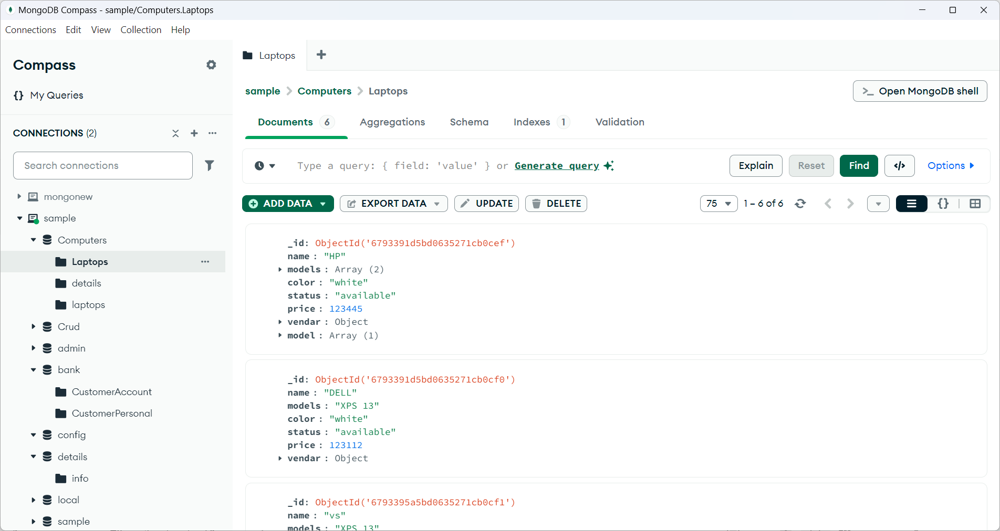 MongoDB Compass - sample/Computers.Laptops
Connections Edit View Collection Help
Compass
{} My Queries
CONNECTIONS (2)
Search connections
mongonew
sample
Computers
Laptops
details
laptops
Crud
admin
bank
CustomerAccount
CustomerPersonal
config
details
info
local
sample
Laptops
sample > Computers > Laptops
>_ Open MongoDB shell
Documents 6 Aggregations Schema Indexes 1 Validation
Type a query: { field: 'value' } or Generate query
Explain Reset Find </> Options
ADD DATA EXPORT DATA UPDATE DELETE
75 1 – 6 of 6 {}
_id: ObjectId('6793391d5bd0635271cb0cef')
name : "HP"
models : Array (2)
color : "white"
status : "available"
price : 123445
vendar : Object
model : Array (1)
_id: ObjectId('6793391d5bd0635271cb0cf0')
name : "DELL"
models : "XPS 13"
color : "white"
status : "available"
price : 123112
vendar : Object
_id: ObjectId('6793395a5bd0635271cb0cf1')
name : "vs"
models : "XPS 13"